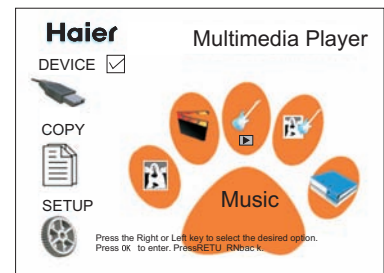 Haier
Multimedia Player
DEVICE
COPY
SETUP
Music
Press the Right or Left key to select the desired option.
Press OK to enter. PressRETU RNbac k.